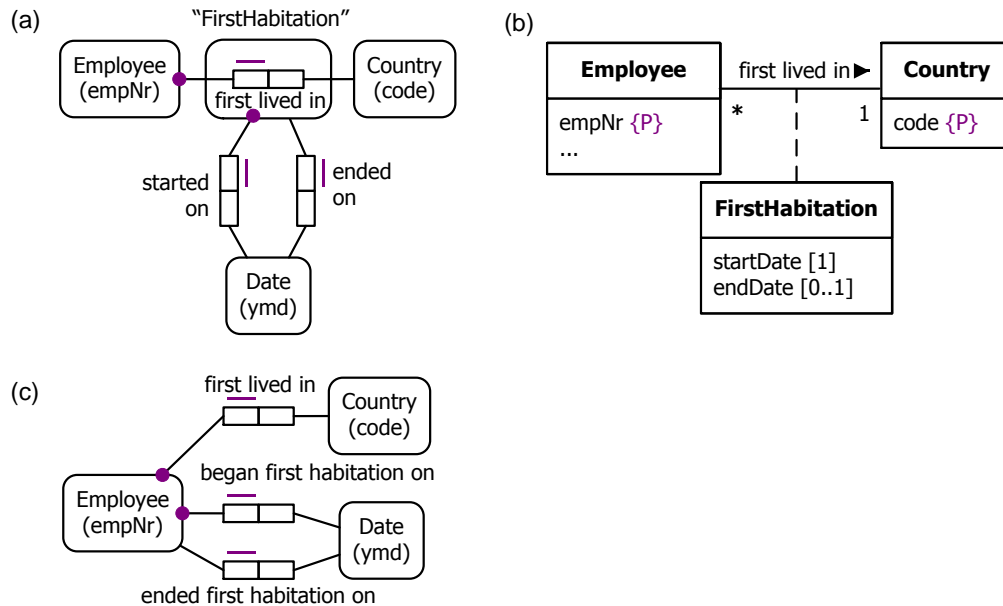 (a)
“FirstHabitation”
Employee
(empNr)
first lived in
Country
(code)
started
on
ended
on
Date
(ymd)
(b)
Employee
empNr {P}
...
first lived in
*
1
Country
code {P}
FirstHabitation
startDate [1]
endDate [0..1]
(c)
first lived in
Country
(code)
began first habitation on
Employee
(empNr)
Date
(ymd)
ended first habitation on